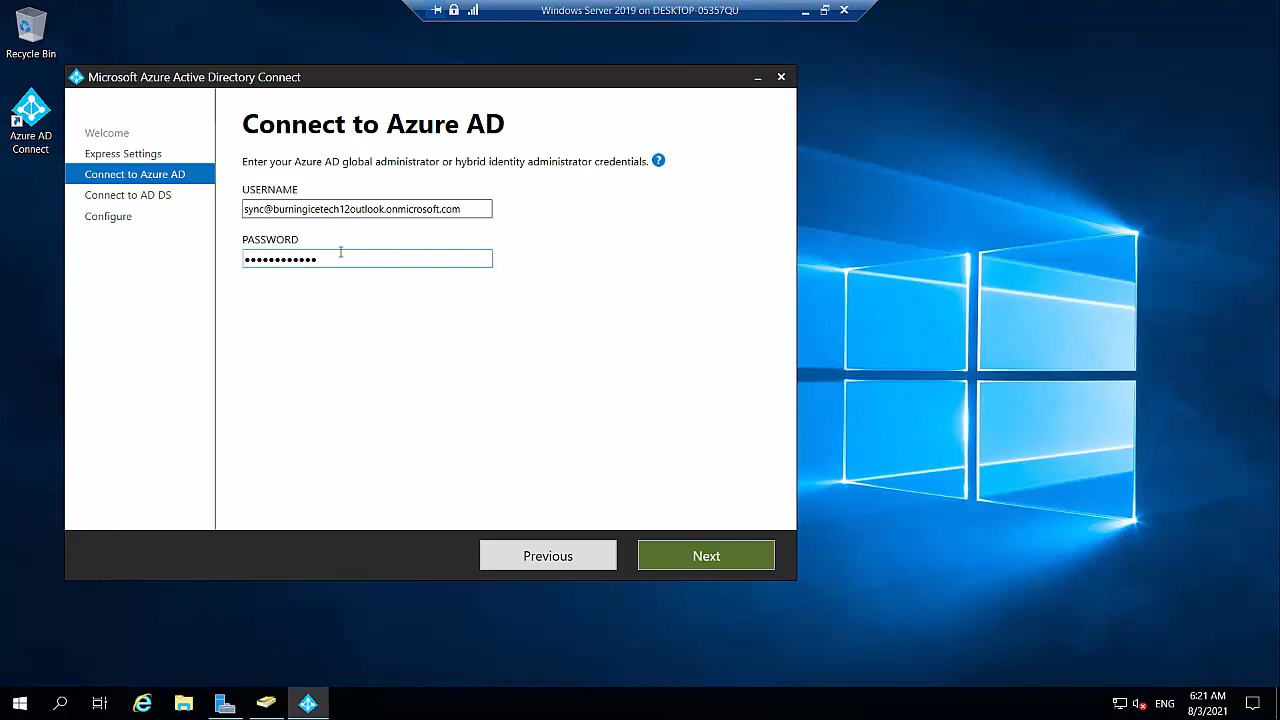 Windows Server 2019 on DESKTOP-05357QU
Recycle Bin
Azure AD
Connect
Microsoft Azure Active Directory Connect
Welcome
Express Settings
Connect to Azure AD
Connect to AD DS
Configure
Connect to Azure AD
Enter your Azure AD global administrator or hybrid identity administrator credentials. ?
USERNAME
sync@burningicetech12outlook.onmicrosoft.com
PASSWORD
••••••••••••
Previous
Next
ENG
6:21 AM
8/3/2021